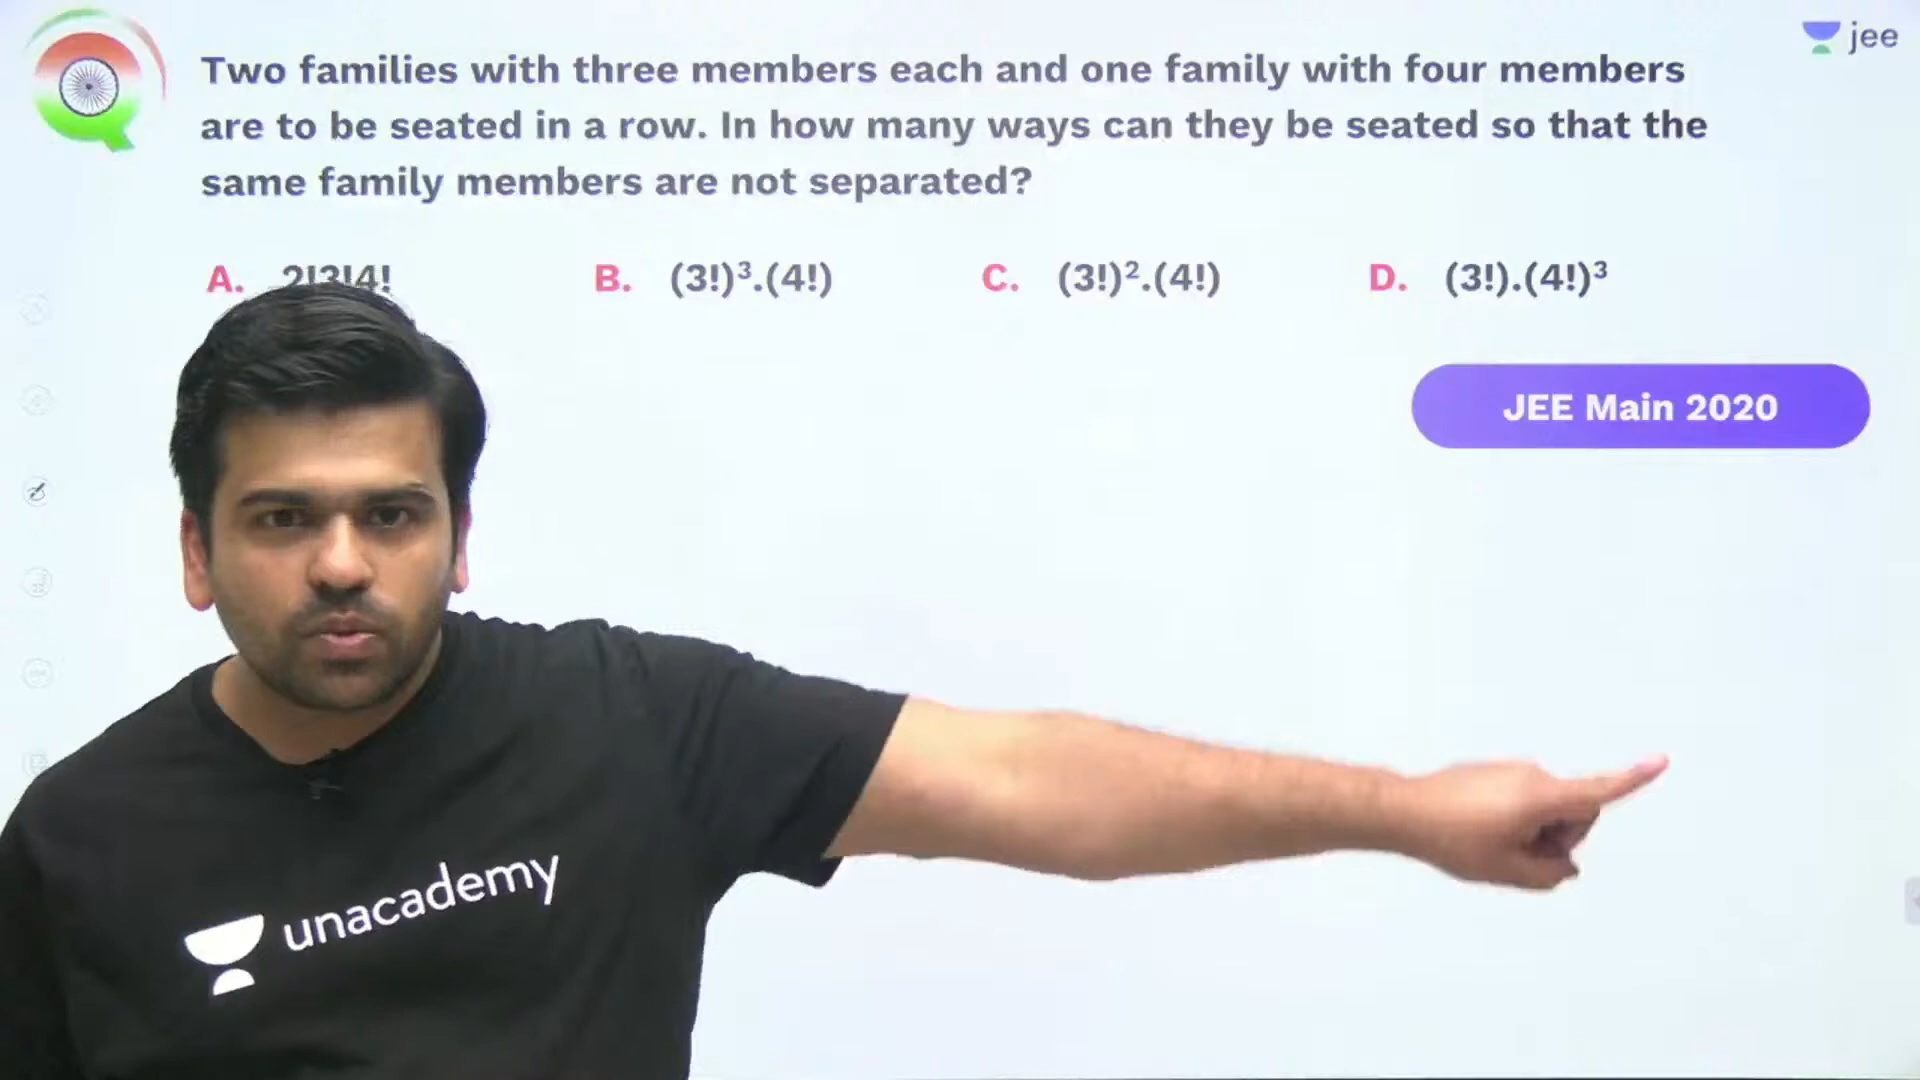 jee
Two families with three members each and one family with four members
are to be seated in a row. In how many ways can they be seated so that the
same family members are not separated?
A. 2!3!4! B. (3!)³.(4!) C. (3!)².(4!) D. (3!).(4!)³
JEE Main 2020
unacademy